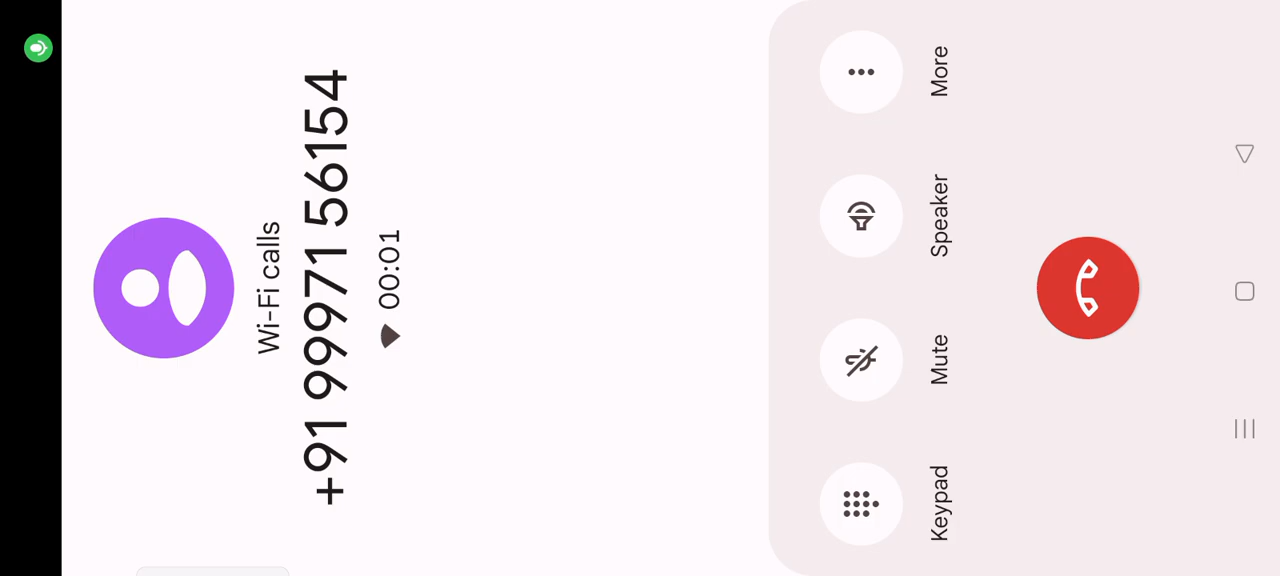 Wi-Fi calls
+91 99971 56154
00:01
Keypad
Mute
Speaker
More